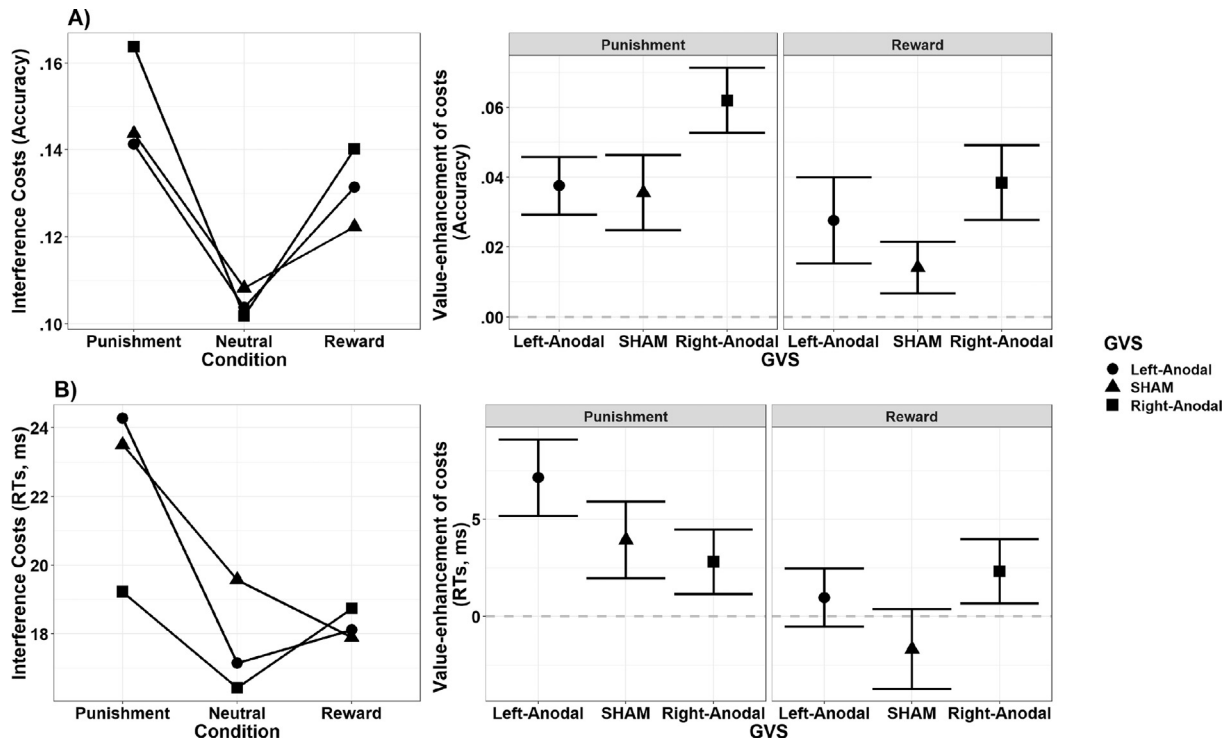 A)
Interference Costs (Accuracy)
.16
.14
.12
.10
Punishment Neutral Reward
Condition
Value-enhancement of costs
(Accuracy)
Punishment Reward
.06
.04
.02
.00
Left-Anodal SHAM Right-Anodal Left-Anodal SHAM Right-Anodal
GVS
GVS
Left-Anodal
SHAM
Right-Anodal
B)
Interference Costs (RTs, ms)
24
22
20
18
Punishment Neutral Reward
Condition
Value-enhancement of costs
(RTs, ms)
Punishment Reward
5
0
Left-Anodal SHAM Right-Anodal Left-Anodal SHAM Right-Anodal
GVS